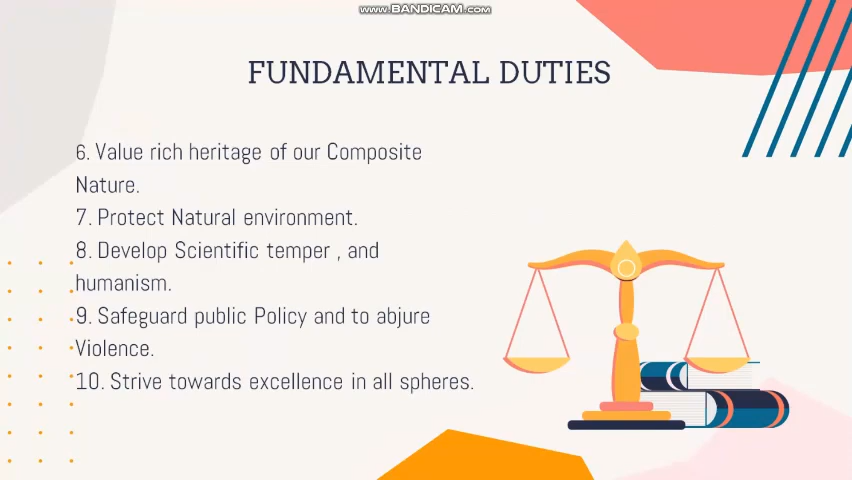 www.BANDICAM.com
FUNDAMENTAL DUTIES
6. Value rich heritage of our Composite
Nature.
7. Protect Natural environment.
8. Develop Scientific temper , and
humanism.
9. Safeguard public Policy and to abjure
Violence.
10. Strive towards excellence in all spheres.